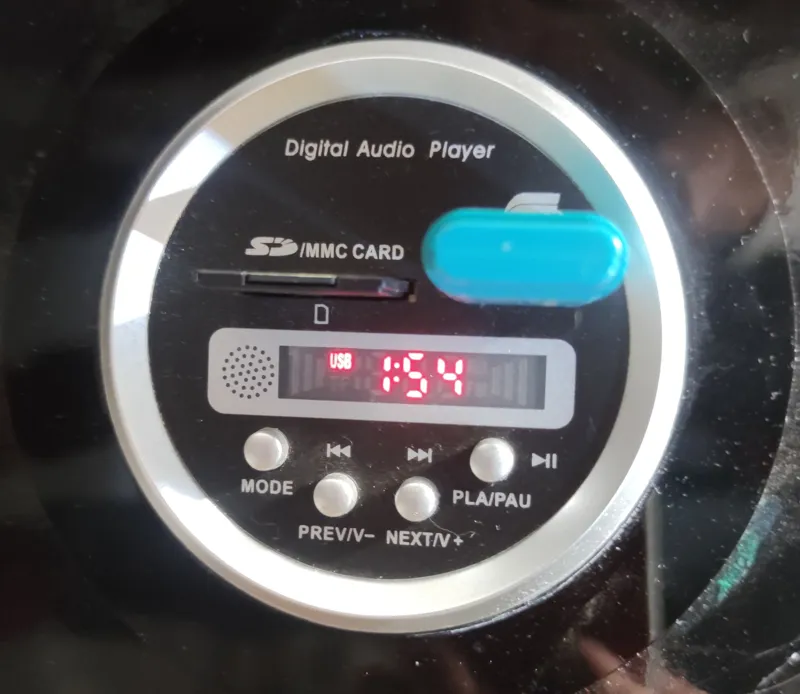 Digital Audio Player
SD/MMC CARD
USB 1:54
MODE
PLA/PAU
PREV/V- NEXT/V+